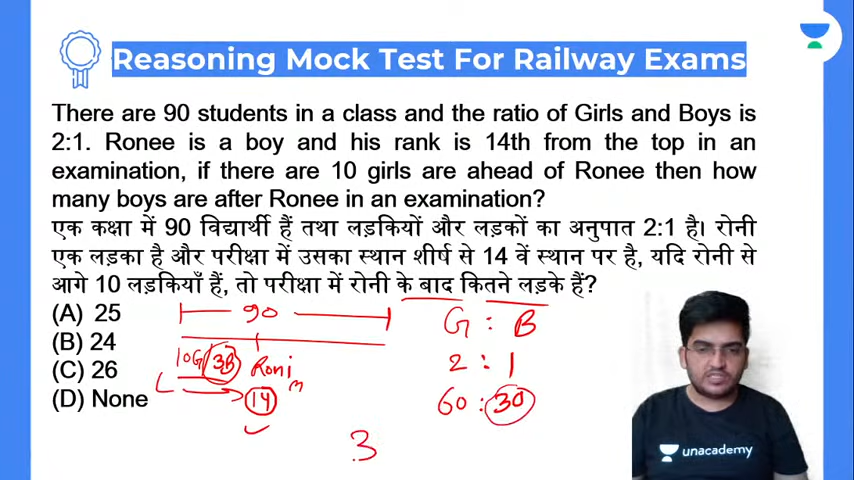 Reasoning Mock Test For Railway Exams
There are 90 students in a class and the ratio of Girls and Boys is
2:1. Ronee is a boy and his rank is 14th from the top in an
examination, if there are 10 girls are ahead of Ronee then how
many boys are after Ronee in an examination?
एक कक्षा में 90 विद्यार्थी हैं तथा लड़कियों और लड़कों का अनुपात 2:1 है। रोनी
एक लड़का है और परीक्षा में उसका स्थान शीर्ष से 14 वें स्थान पर है, यदि रोनी से
आगे 10 लड़कियाँ हैं, तो परीक्षा में रोनी के बाद कितने लड़के हैं?
(A) 25
(B) 24
(C) 26
(D) None
90
10G 3B Roni
14
3
G : B
2 : 1
60 : 30
unacademy